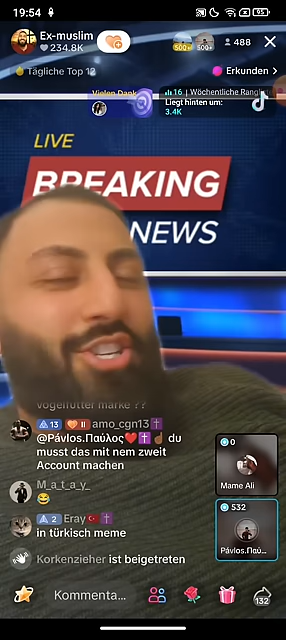 19:54
95
Ex-muslim
234.8K
500+
500+
488
Tägliche Top 12
Erkunden >
Vielen Dank
16 | Wöchentliche Rangli
Liegt hinten um:
3.4K
LIVE
BREAKING
NEWS
vogelfutter marke ??
13 II amo_cgn13
@Pávlos.Παύλος du
musst das mit nem zweit
Account machen
M_a_t_a_y_
2 Eray
in türkisch meme
Korkenzieher ist beigetreten
0
Mame Ali
532
Pávlos.Παύ...
Kommenta...
132